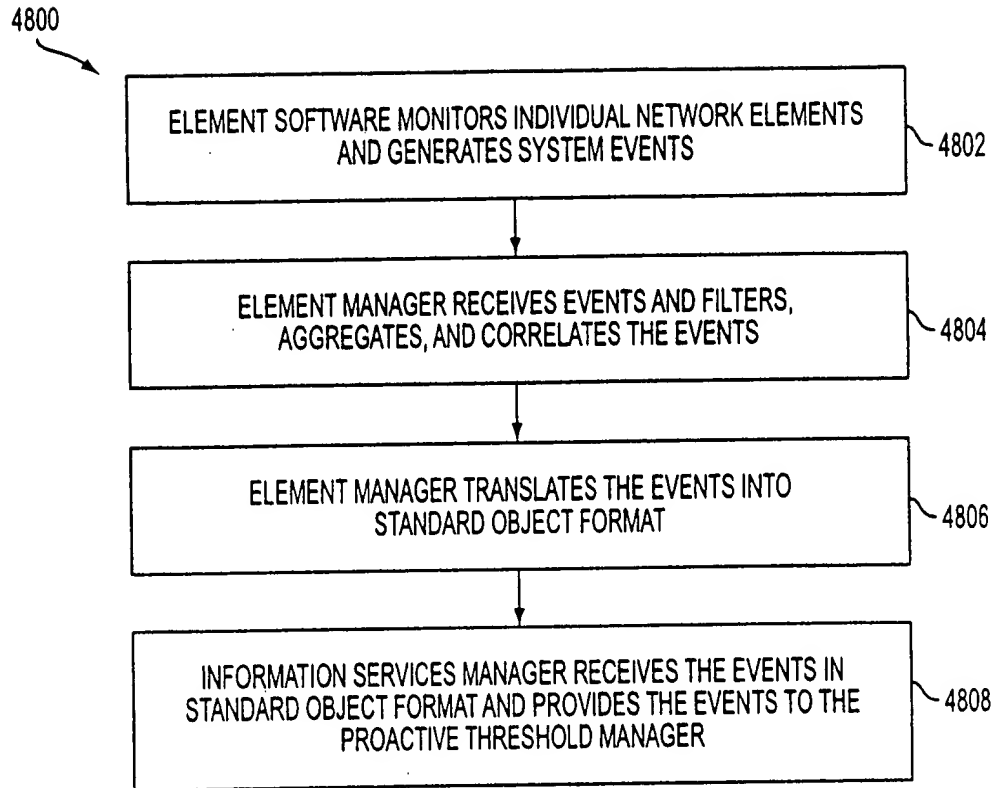 4800
ELEMENT SOFTWARE MONITORS INDIVIDUAL NETWORK ELEMENTS
AND GENERATES SYSTEM EVENTS
4802
ELEMENT MANAGER RECEIVES EVENTS AND FILTERS,
AGGREGATES, AND CORRELATES THE EVENTS
4804
ELEMENT MANAGER TRANSLATES THE EVENTS INTO
STANDARD OBJECT FORMAT
4806
INFORMATION SERVICES MANAGER RECEIVES THE EVENTS IN
STANDARD OBJECT FORMAT AND PROVIDES THE EVENTS TO THE
PROACTIVE THRESHOLD MANAGER
4808